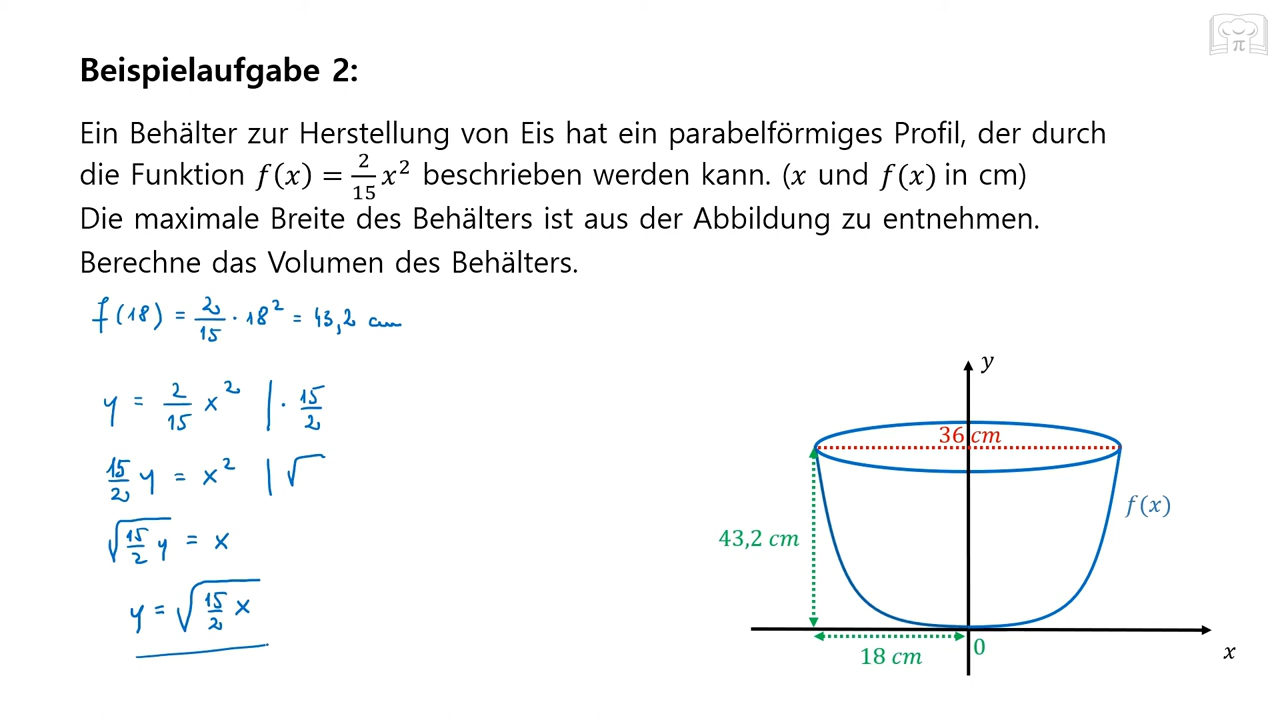 Beispielaufgabe 2:
Ein Behälter zur Herstellung von Eis hat ein parabelförmiges Profil, der durch
die Funktion f(x) = 2/15 x² beschrieben werden kann. (x und f(x) in cm)
Die maximale Breite des Behälters ist aus der Abbildung zu entnehmen.
Berechne das Volumen des Behälters.
f(18) = 2/15 · 18² = 43,2 cm
y = 2/15 x² | · 15/2
15/2 y = x² | √
√(15/2 y) = x
y = √(15/2 x)
y
36 cm
f(x)
43,2 cm
18 cm
0
x
π